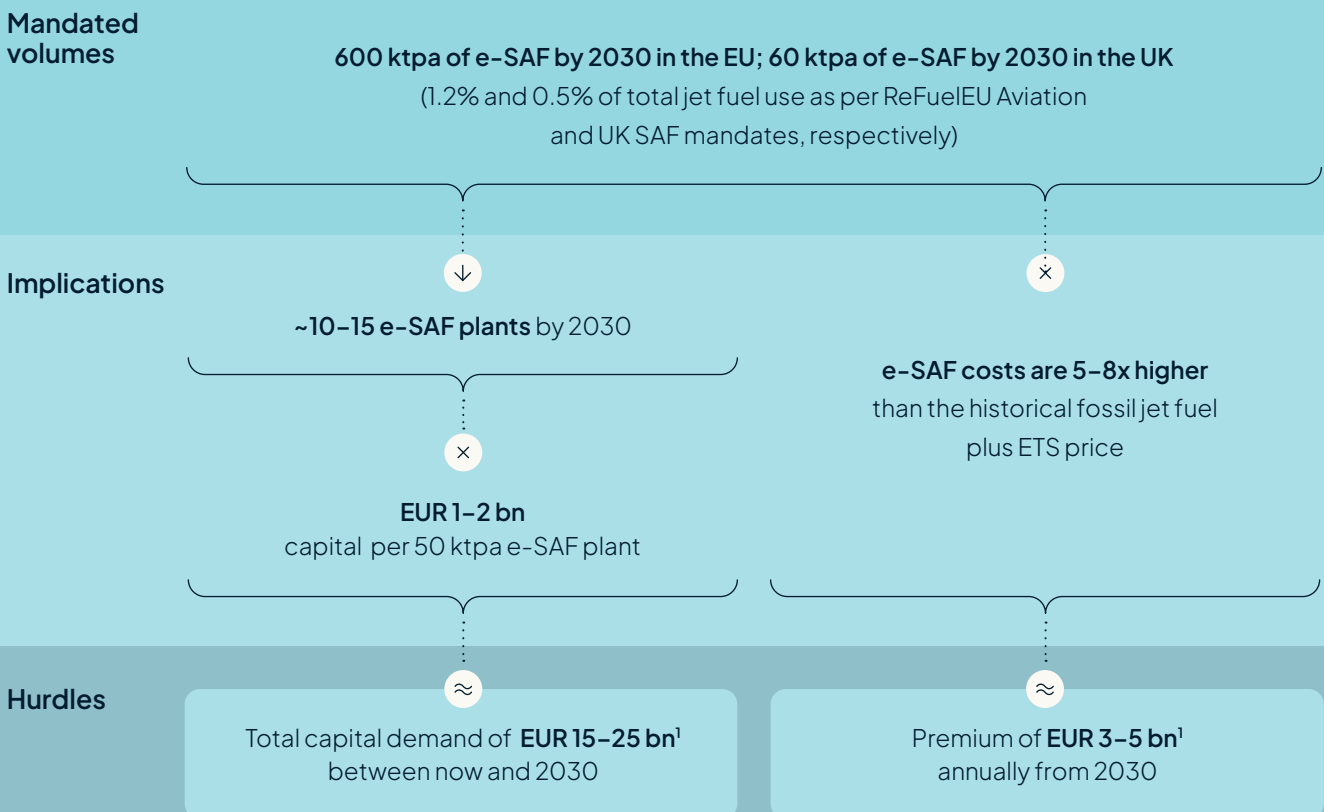 Mandated
volumes
600 ktpa of e-SAF by 2030 in the EU; 60 ktpa of e-SAF by 2030 in the UK
(1.2% and 0.5% of total jet fuel use as per ReFuelEU Aviation
and UK SAF mandates, respectively)
Implications
~10–15 e-SAF plants by 2030
×
EUR 1–2 bn
capital per 50 ktpa e-SAF plant
×
e-SAF costs are 5–8x higher
than the historical fossil jet fuel
plus ETS price
Hurdles
≈
Total capital demand of EUR 15–25 bn¹
between now and 2030
≈
Premium of EUR 3–5 bn¹
annually from 2030